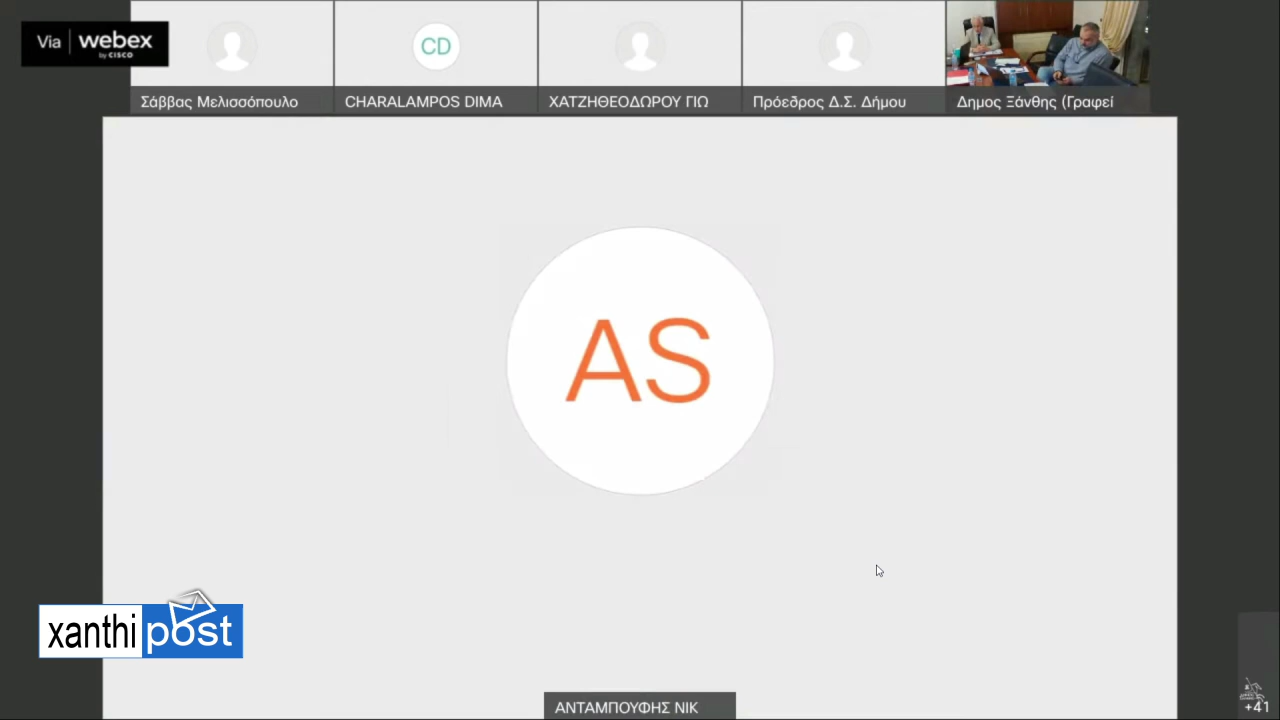 Via webex
by CISCO
CD
Σάββας Μελισσόπουλο
CHARALAMPOS DIMA
ΧΑΤΖΗΘΕΟΔΩΡΟΥ ΓΙΩ
Πρόεδρος Δ.Σ. Δήμου
Δημος Ξάνθης (Γραφεί
AS
xanthi post
ΑΝΤΑΜΠΟΥΦΗΣ ΝΙΚ
+41